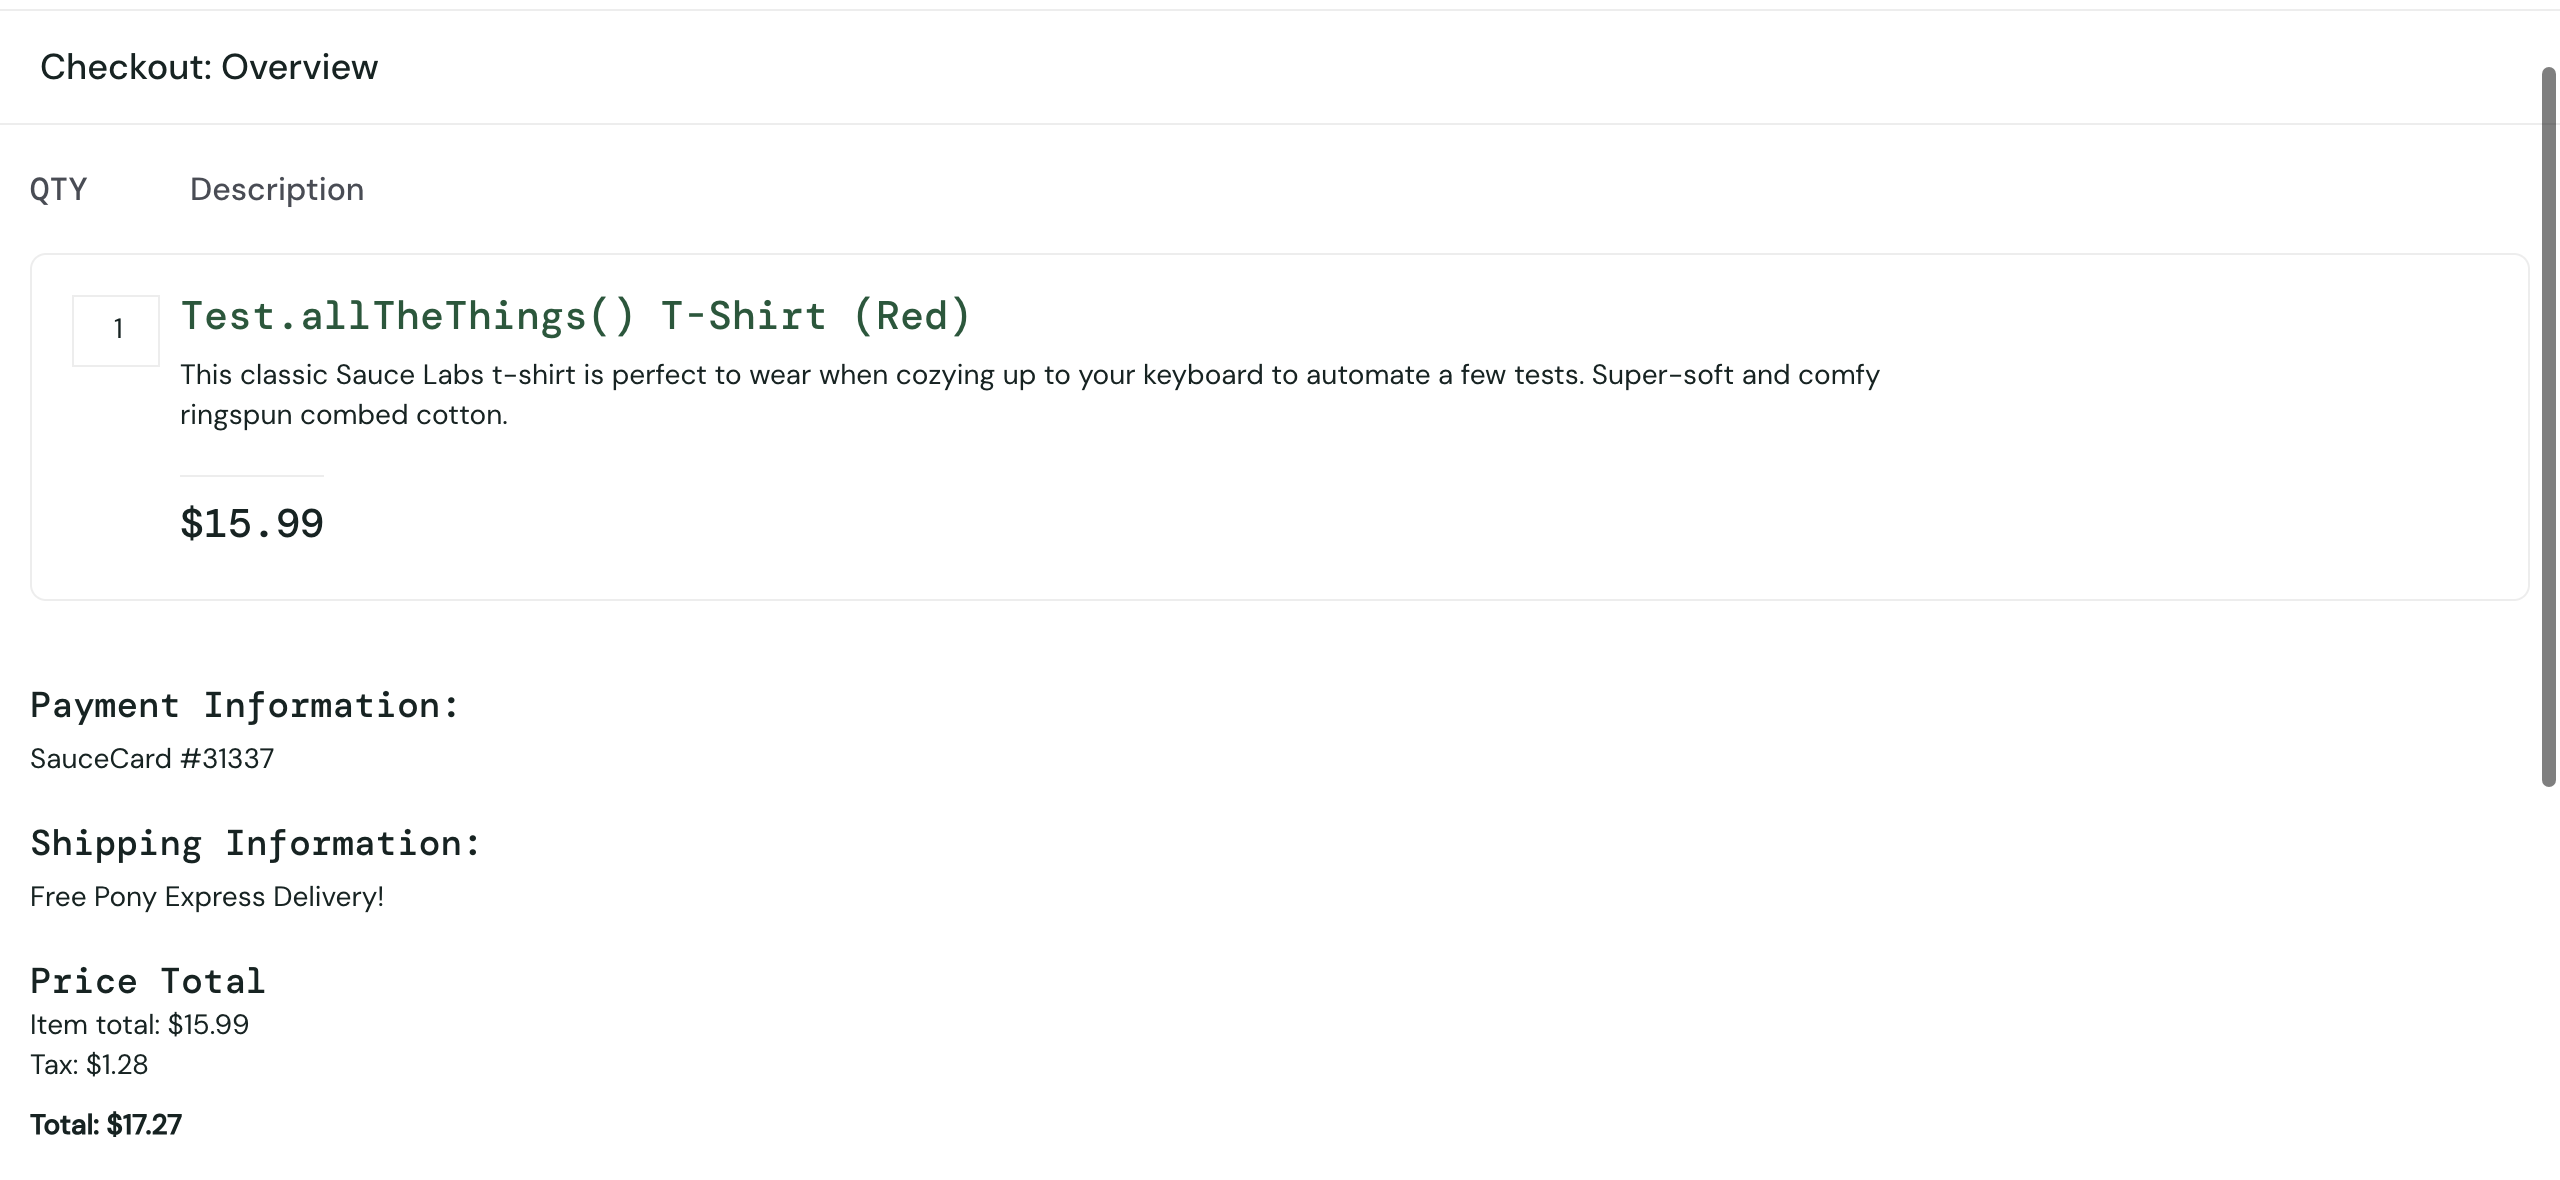 Checkout: Overview
QTY Description
1 Test.allTheThings() T-Shirt (Red)
This classic Sauce Labs t-shirt is perfect to wear when cozying up to your keyboard to automate a few tests. Super-soft and comfy
ringspun combed cotton.
$15.99
Payment Information:
SauceCard #31337
Shipping Information:
Free Pony Express Delivery!
Price Total
Item total: $15.99
Tax: $1.28
Total: $17.27